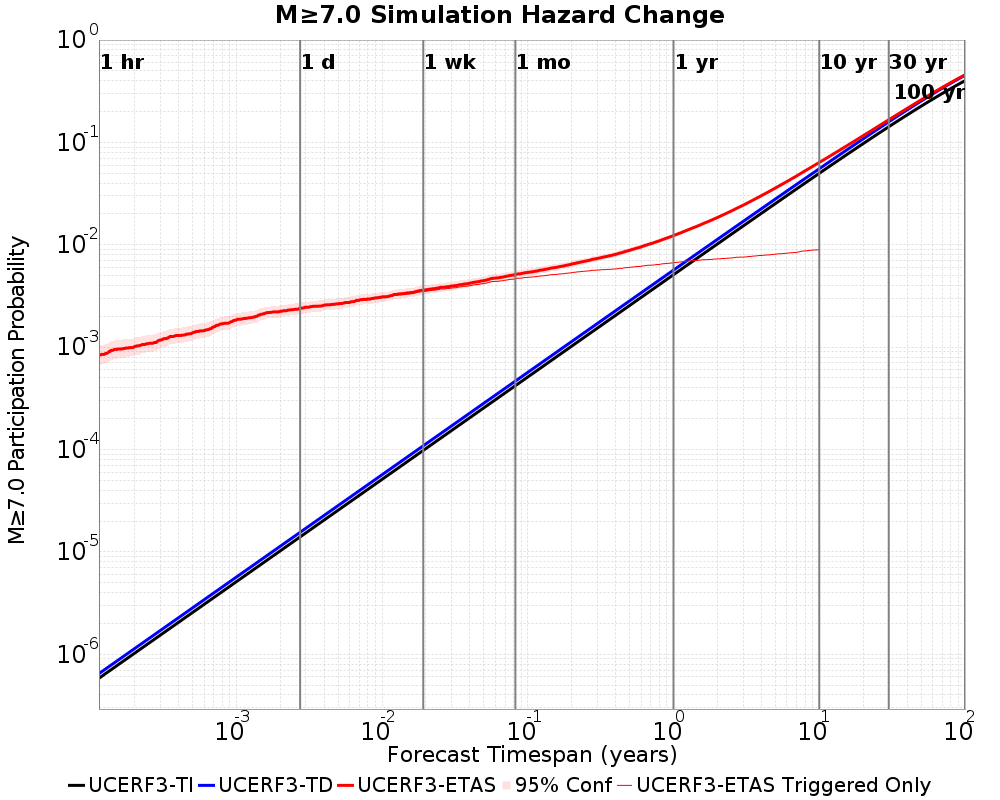 M≥7.0 Simulation Hazard Change
10^0
10^-1
10^-2
10^-3
10^-4
10^-5
10^-6
M≥7.0 Participation Probability
1 hr
1 d
1 wk
1 mo
1 yr
10 yr
30 yr
100 yr
10^-3
10^-2
10^-1
10^0
10^1
10^2
Forecast Timespan (years)
UCERF3-TI UCERF3-TD UCERF3-ETAS 95% Conf UCERF3-ETAS Triggered Only